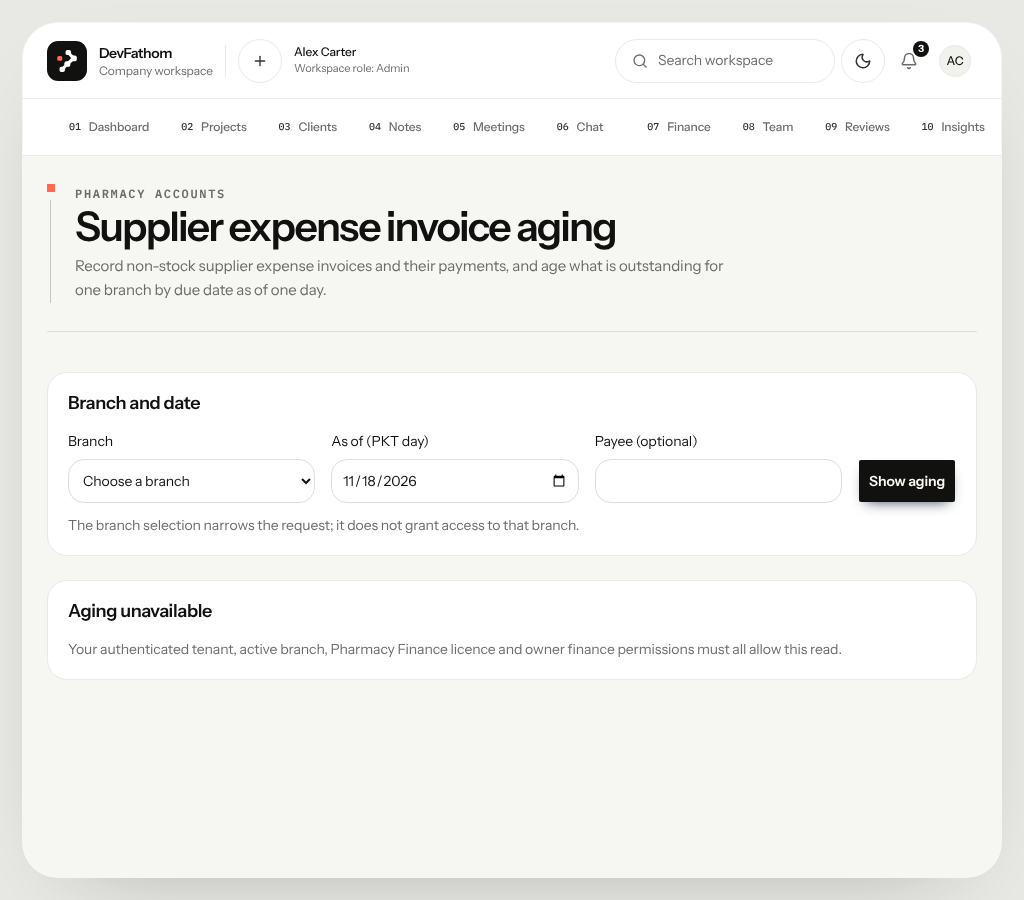 DevFathom
Company workspace
Alex Carter
Workspace role: Admin
Search workspace
3
AC
01 Dashboard 02 Projects 03 Clients 04 Notes 05 Meetings 06 Chat 07 Finance 08 Team 09 Reviews 10 Insights
PHARMACY ACCOUNTS
Supplier expense invoice aging
Record non-stock supplier expense invoices and their payments, and age what is outstanding for
one branch by due date as of one day.
Branch and date
Branch As of (PKT day) Payee (optional)
Choose a branch 11/18/2026 Show aging
The branch selection narrows the request; it does not grant access to that branch.
Aging unavailable
Your authenticated tenant, active branch, Pharmacy Finance licence and owner finance permissions must all allow this read.